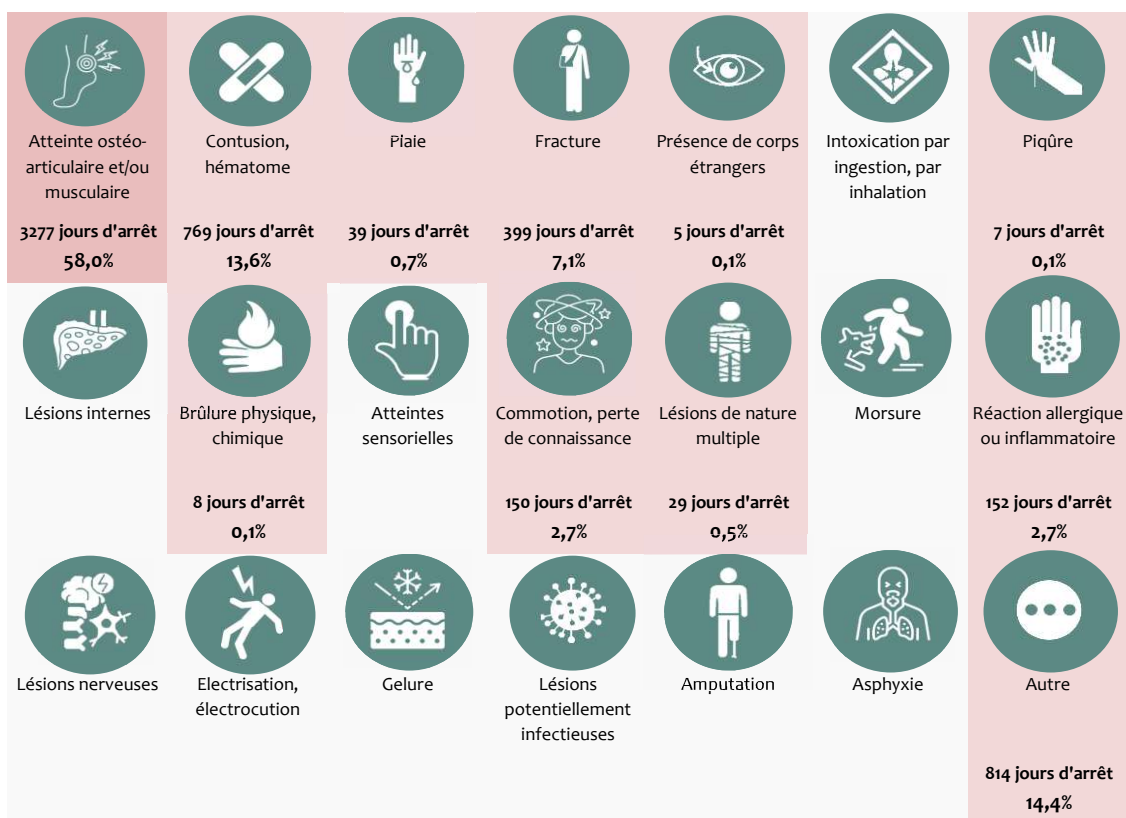 Atteinte ostéo-
articulaire et/ou
musculaire
3277 jours d'arrêt
58,0%
Contusion,
hématome
769 jours d'arrêt
13,6%
Plaie
39 jours d'arrêt
0,7%
Fracture
399 jours d'arrêt
7,1%
Présence de corps
étrangers
5 jours d'arrêt
0,1%
Intoxication par
ingestion, par
inhalation
Piqûre
7 jours d'arrêt
0,1%
Lésions internes
Brûlure physique,
chimique
8 jours d'arrêt
0,1%
Atteintes
sensorielles
Commotion, perte
de connaissance
150 jours d'arrêt
2,7%
Lésions de nature
multiple
29 jours d'arrêt
0,5%
Morsure
Réaction allergique
ou inflammatoire
152 jours d'arrêt
2,7%
Lésions nerveuses
Electrisation,
électrocution
Gelure
Lésions
potentiellement
infectieuses
Amputation
Asphyxie
Autre
814 jours d'arrêt
14,4%